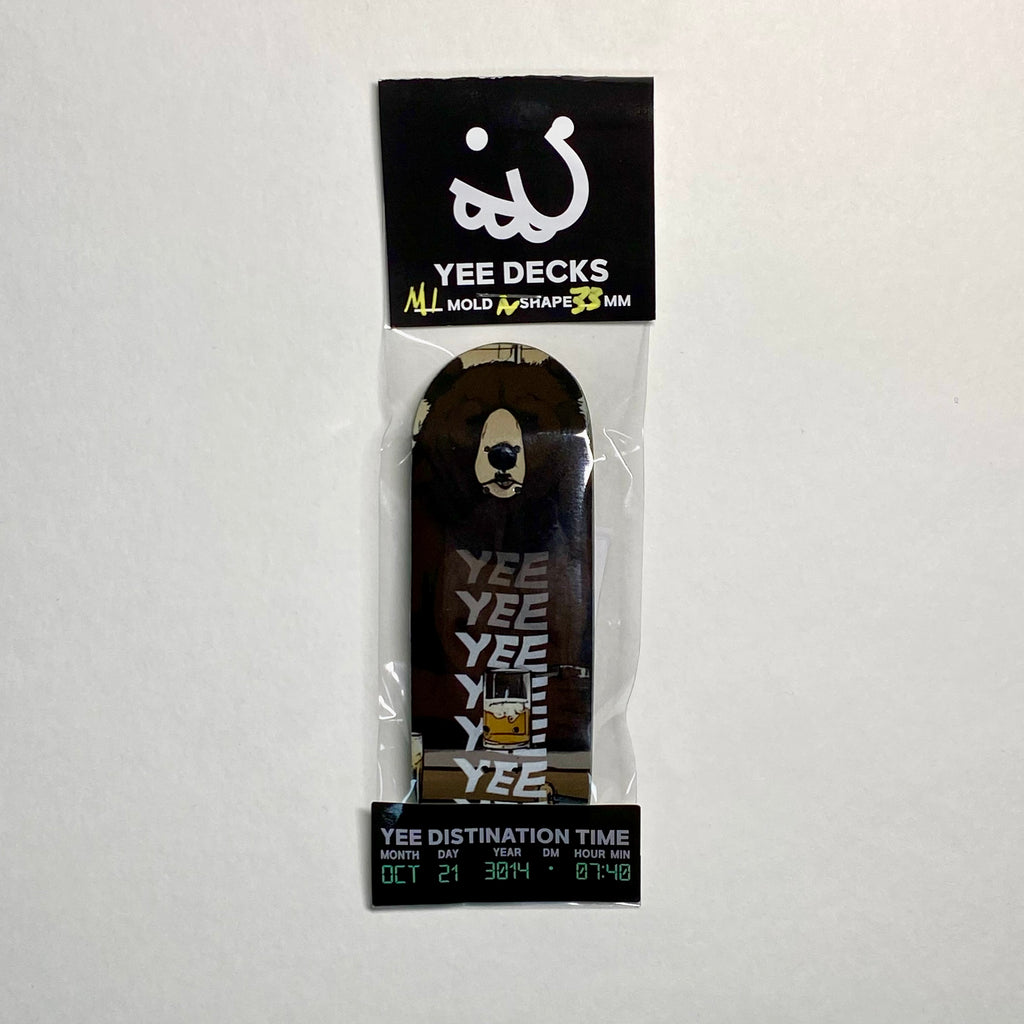 YEE DECKS
ML MOLD N SHAPE 33 MM
YEE
YEE
YEE
Y
Y
YEE
YEE DISTINATION TIME
MONTH DAY YEAR DM HOUR MIN
OCT 21 3014 07:40